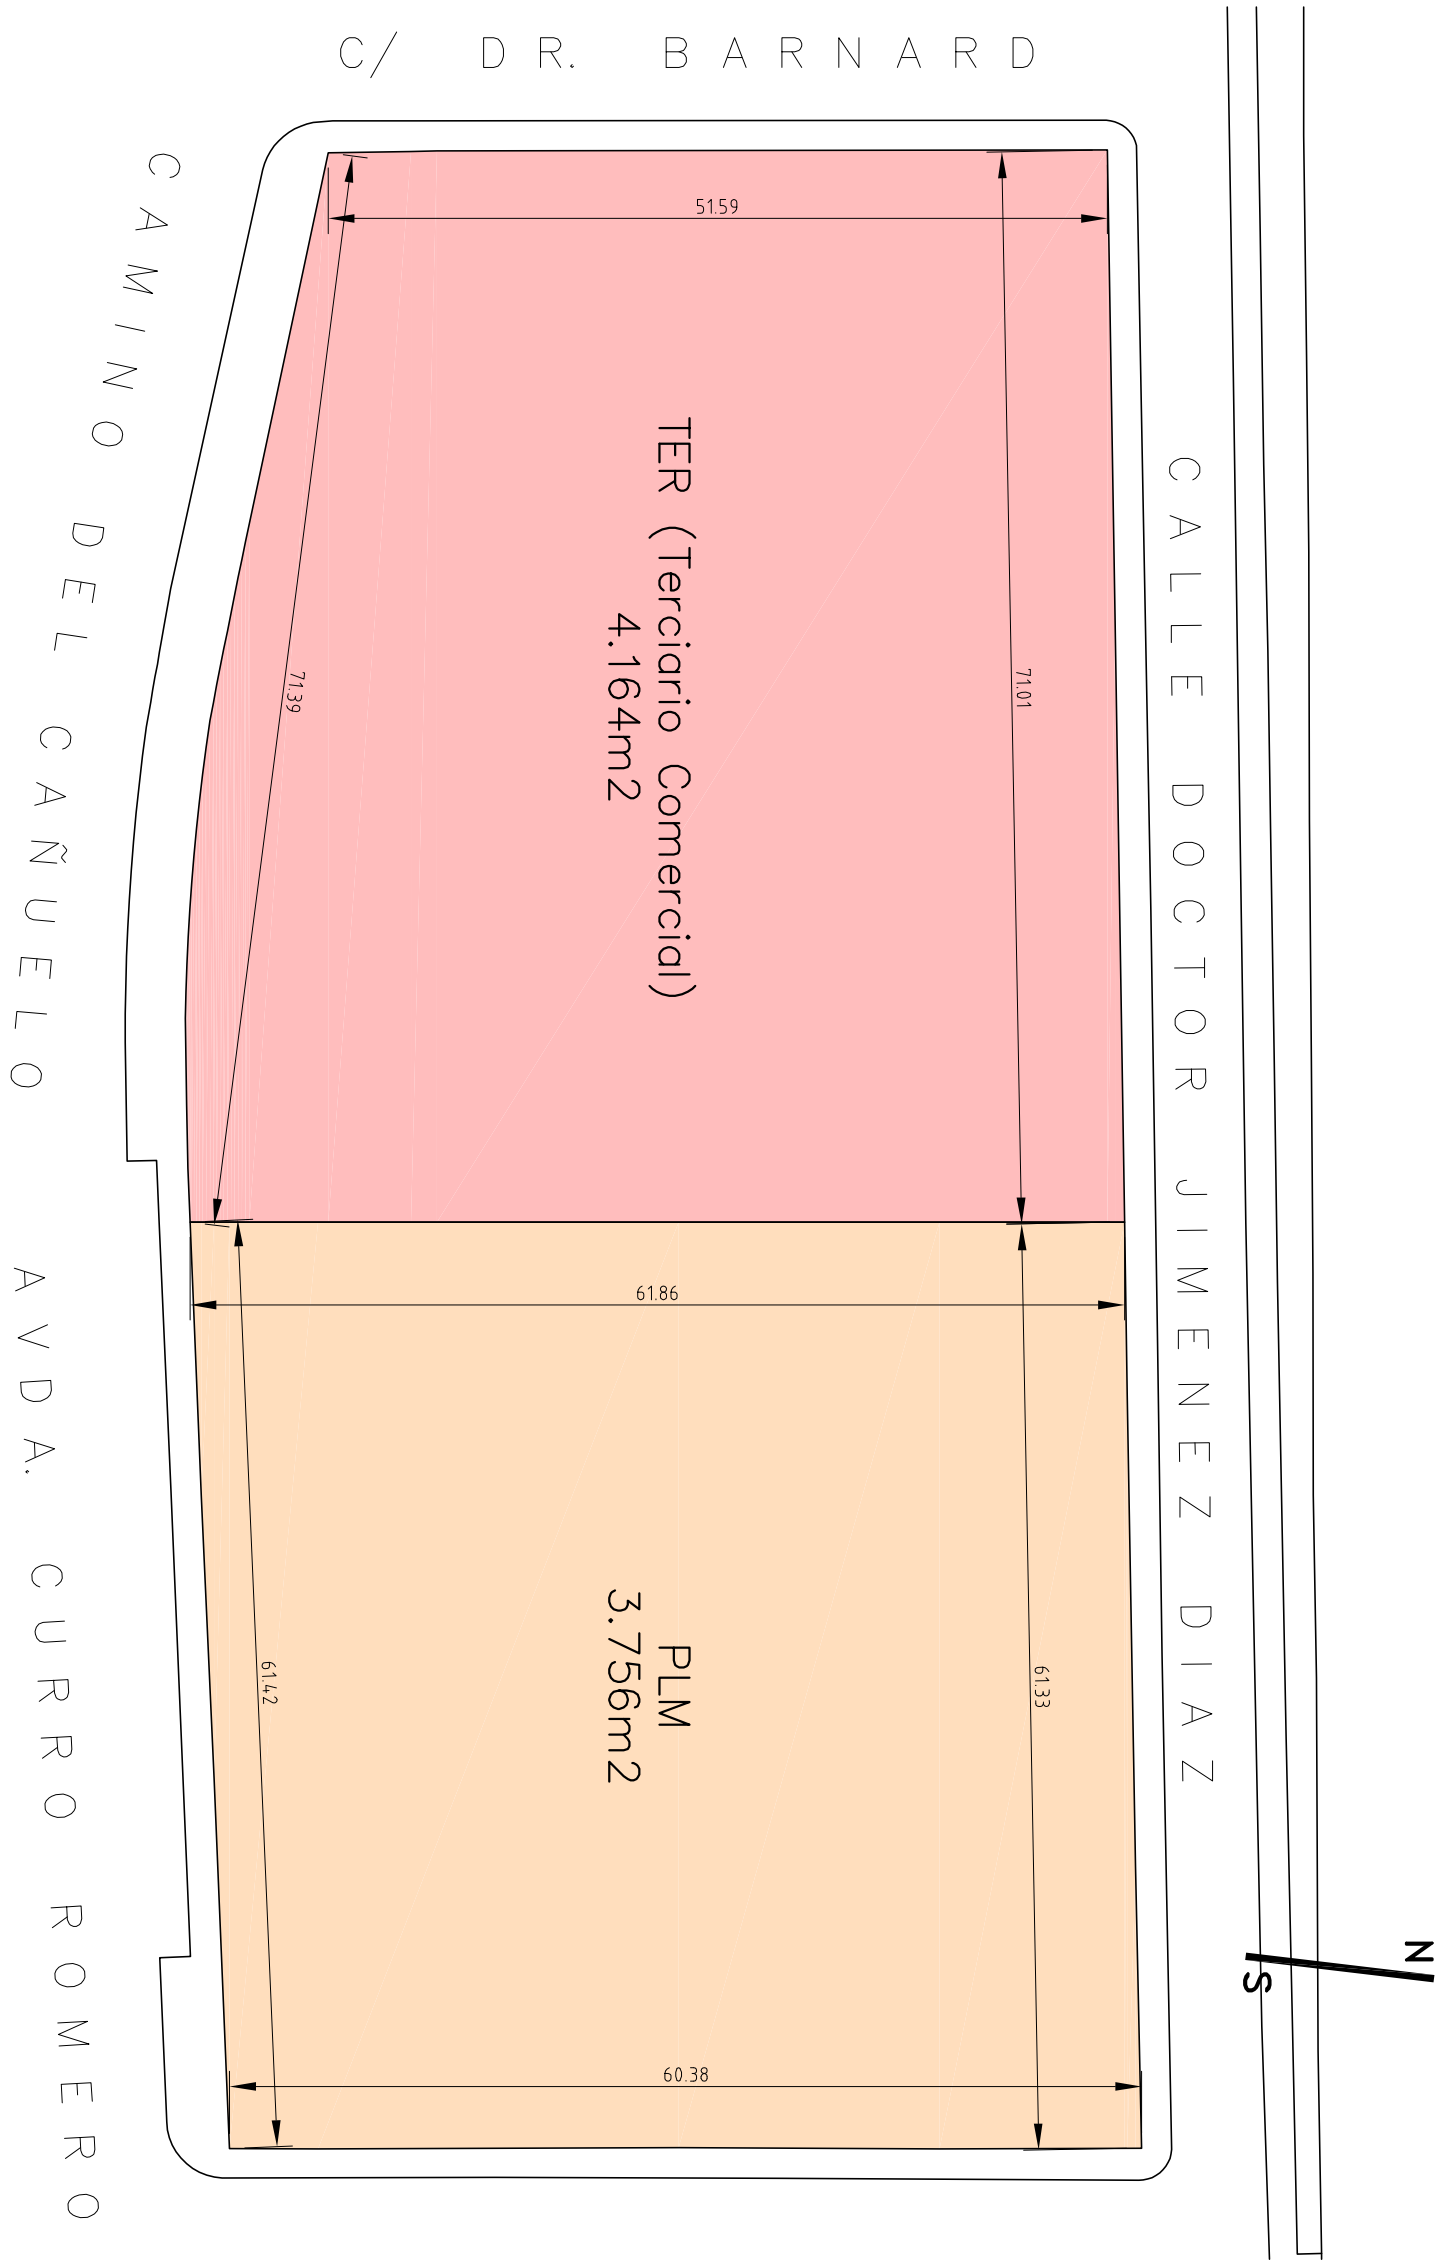 C/ DR. BARNARD
CAMINO DEL CAÑUELO
AVDA. CURRO ROMERO
CALLE DOCTOR JIMENEZ DIAZ
51.59
71.39
71.01
TER (Terciario Comercial)
4.164m2
61.86
61.42
61.33
PLM
3.756m2
60.38
N
S